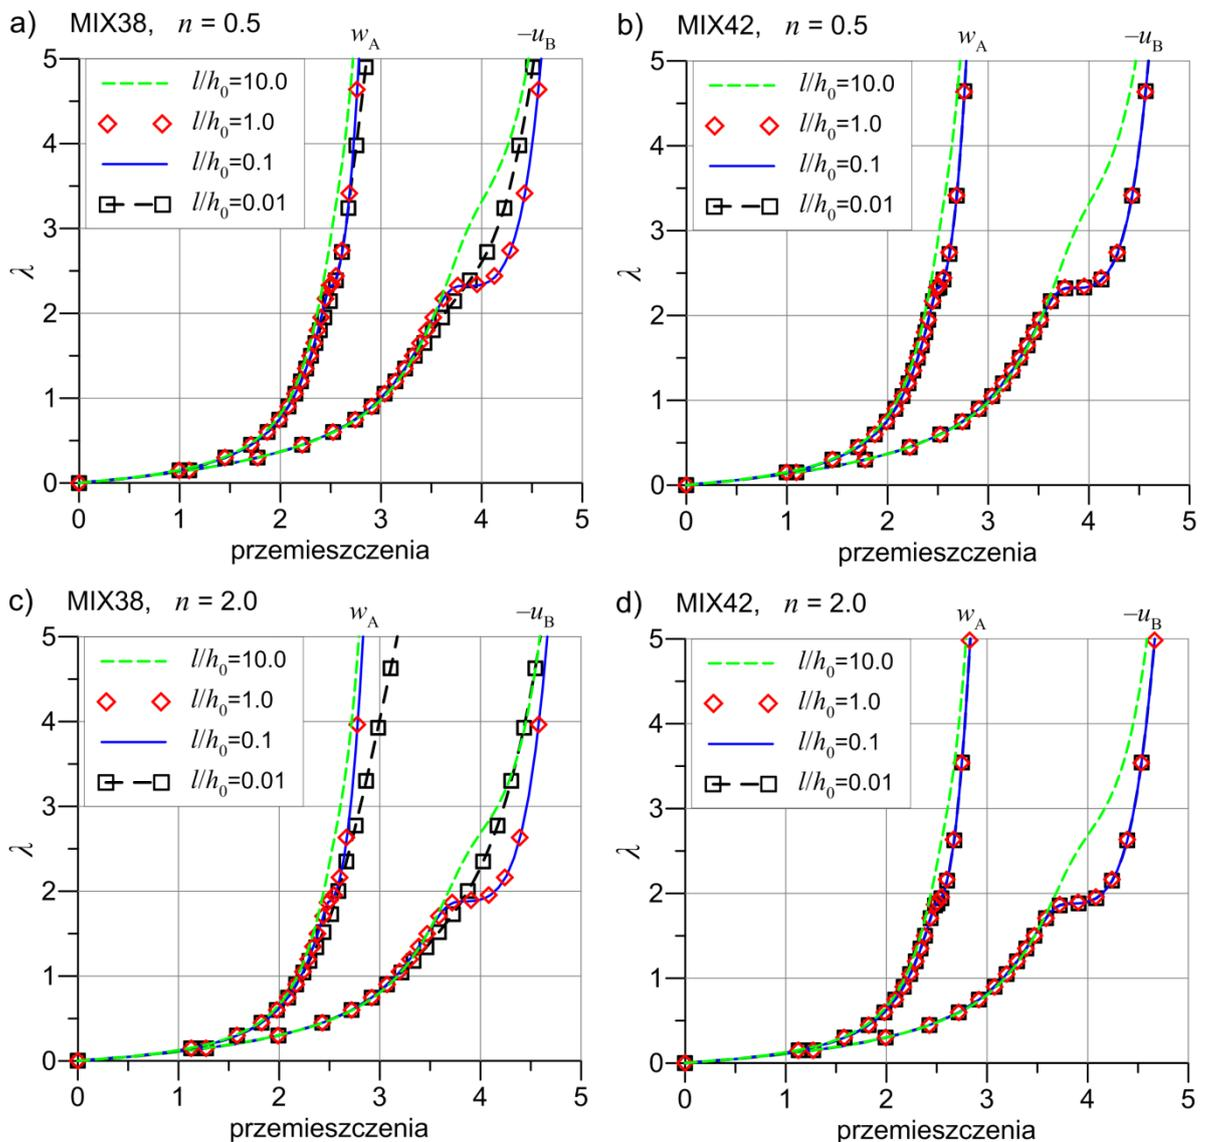 a) MIX38, n = 0.5
w_A
–u_B
5
4
3
2
1
0
λ
l/h_0=10.0
l/h_0=1.0
l/h_0=0.1
l/h_0=0.01
0 1 2 3 4 5
przemieszczenia
b) MIX42, n = 0.5
w_A
–u_B
5
4
3
2
1
0
λ
l/h_0=10.0
l/h_0=1.0
l/h_0=0.1
l/h_0=0.01
0 1 2 3 4 5
przemieszczenia
c) MIX38, n = 2.0
w_A
–u_B
5
4
3
2
1
0
λ
l/h_0=10.0
l/h_0=1.0
l/h_0=0.1
l/h_0=0.01
0 1 2 3 4 5
przemieszczenia
d) MIX42, n = 2.0
w_A
–u_B
5
4
3
2
1
0
λ
l/h_0=10.0
l/h_0=1.0
l/h_0=0.1
l/h_0=0.01
0 1 2 3 4 5
przemieszczenia